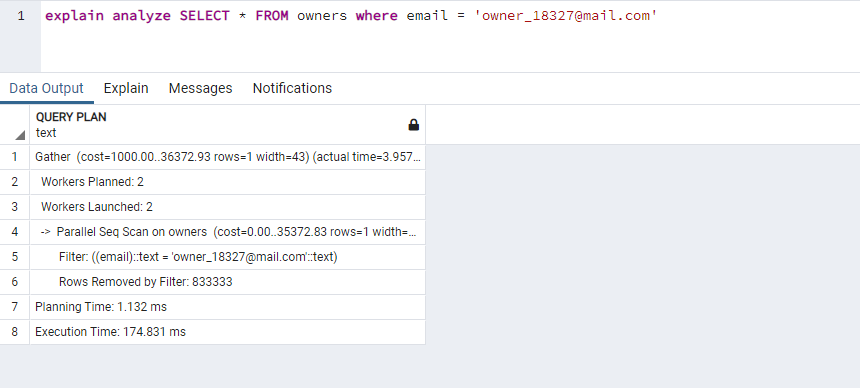 1 explain analyze SELECT * FROM owners where email = 'owner_18327@mail.com'
Data Output Explain Messages Notifications
QUERY PLAN
text
1 Gather (cost=1000.00..36372.93 rows=1 width=43) (actual time=3.957...
2 Workers Planned: 2
3 Workers Launched: 2
4 -> Parallel Seq Scan on owners (cost=0.00..35372.83 rows=1 width=...
5 Filter: ((email)::text = 'owner_18327@mail.com'::text)
6 Rows Removed by Filter: 833333
7 Planning Time: 1.132 ms
8 Execution Time: 174.831 ms